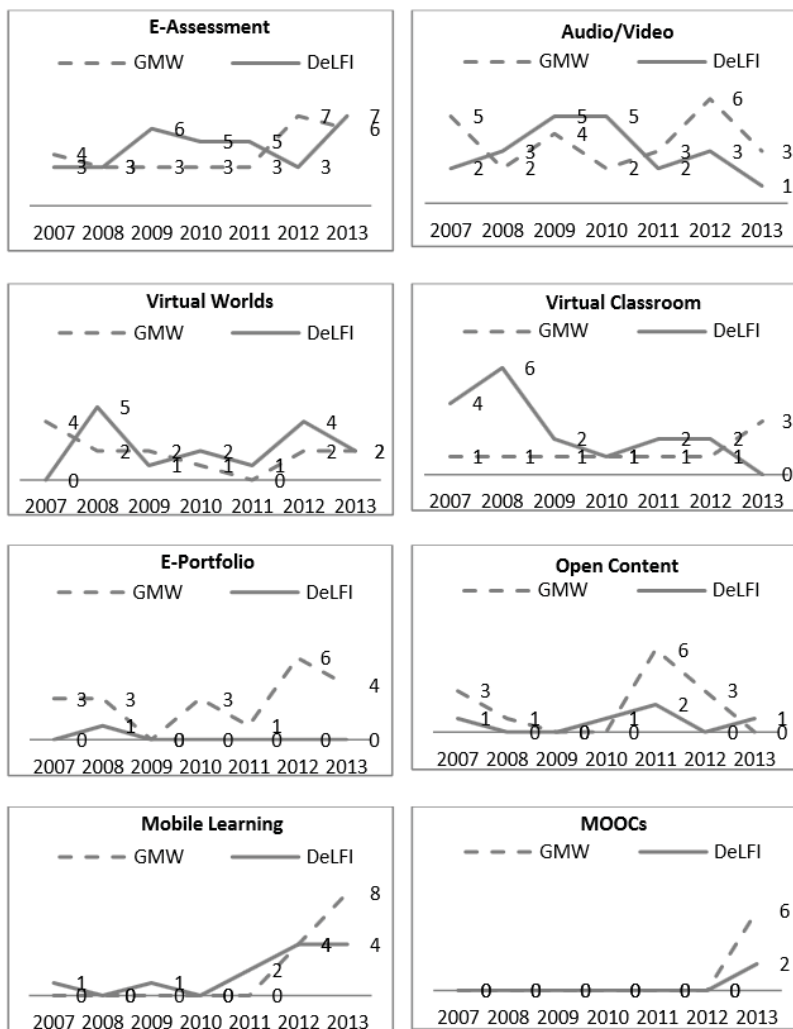 E-Assessment
GMW DeLFI
7 7
6 6
5 5
4
3 3 3 3 3 3
2007 2008 2009 2010 2011 2012 2013
Audio/Video
GMW DeLFI
6
5 5 5
4
3 3 3 3
2 2 2 2
1
2007 2008 2009 2010 2011 2012 2013
Virtual Worlds
GMW DeLFI
5
4 4
2 2 2 2 2
1 1 1
0 0
2007 2008 2009 2010 2011 2012 2013
Virtual Classroom
GMW DeLFI
6
4
3
2 2 2
1 1 1 1 1 1
0
2007 2008 2009 2010 2011 2012 2013
E-Portfolio
GMW DeLFI
6
4
3 3 3
1 1
0 0 0 0 0 0
2007 2008 2009 2010 2011 2012 2013
Open Content
GMW DeLFI
6
3 3
2
1 1 1 1
0 0 0 0 0
2007 2008 2009 2010 2011 2012 2013
Mobile Learning
GMW DeLFI
8
4 4
2
1 1
0 0 0 0 0
2007 2008 2009 2010 2011 2012 2013
MOOCs
GMW DeLFI
6
2
0 0 0 0 0 0
2007 2008 2009 2010 2011 2012 2013